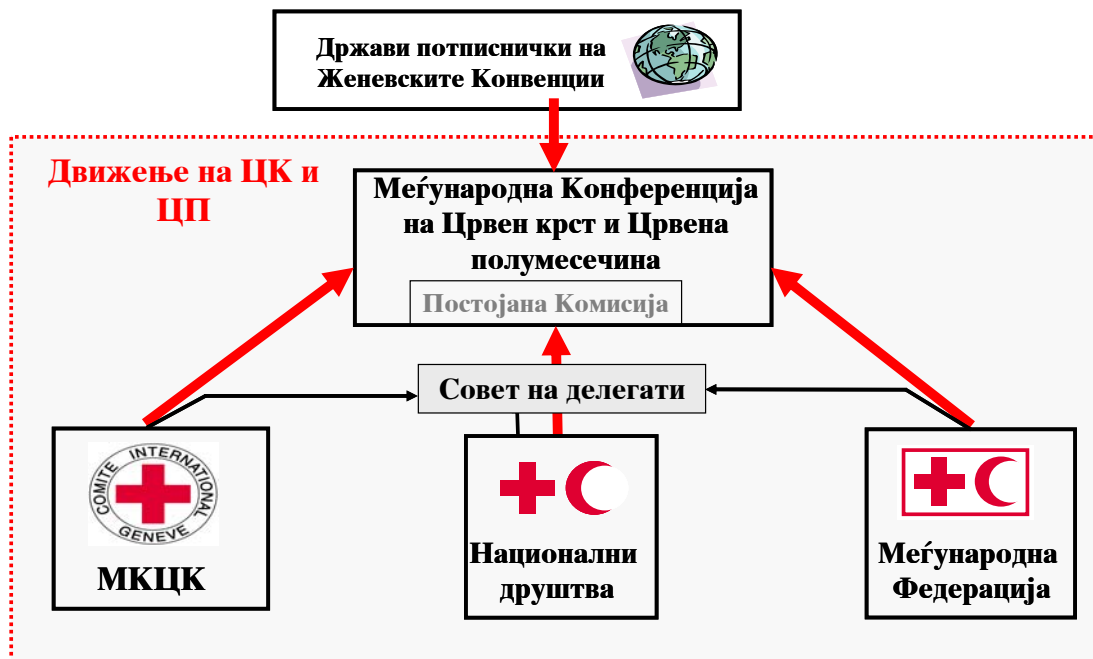 Држави потписнички на
Женевските Конвенции
Движење на ЦК и
ЦП
Меѓународна Конференција
на Црвен крст и Црвена
полумесечина
Постојана Комисија
Совет на делегати
COMITE INTERNATIONAL
GENEVE
МКЦК
Национални
друштва
Меѓународна
Федерација